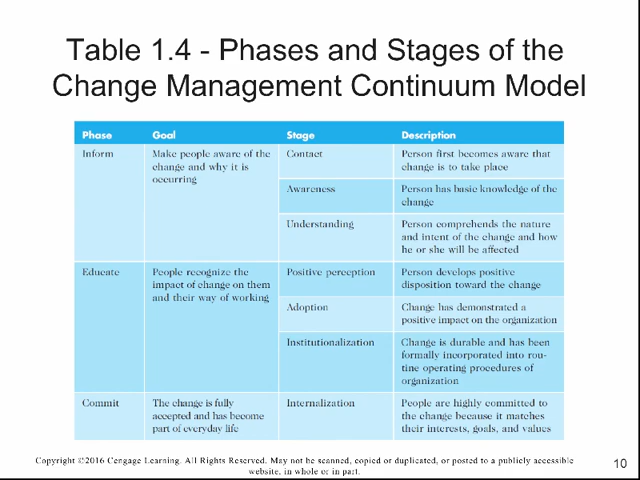 Table 1.4 - Phases and Stages of the
Change Management Continuum Model
Phase Goal Stage Description
Inform
Make people aware of the
change and why it is
occurring
Contact
Person first becomes aware that
change is to take place
Awareness
Person has basic knowledge of the
change
Understanding
Person comprehends the nature
and intent of the change and how
he or she will be affected
Educate
People recognize the
impact of change on them
and their way of working
Positive perception
Person develops positive
disposition toward the change
Adoption
Change has demonstrated a
positive impact on the organization
Institutionalization
Change is durable and has been
formally incorporated into rou-
tine operating procedures of
organization
Commit
The change is fully
accepted and has become
part of everyday life
Internalization
People are highly committed to
the change because it matches
their interests, goals, and values
Copyright ©2016 Cengage Learning. All Rights Reserved. May not be scanned, copied or duplicated, or posted to a publicly accessible
website, in whole or in part.
10